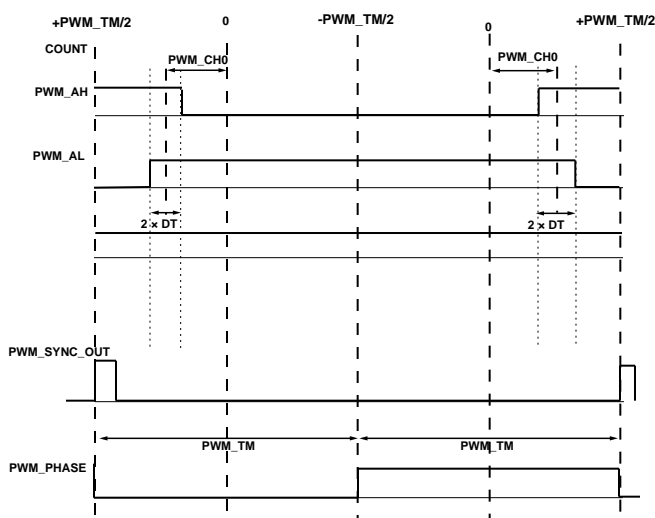 +PWM_TM/2 0 -PWM_TM/2 0 +PWM_TM/2
COUNT
PWM_CH0 PWM_CH0
PWM_AH
PWM_AL
2 × DT 2 × DT
PWM_SYNC_OUT
PWM_TM PWM_TM
PWM_PHASE